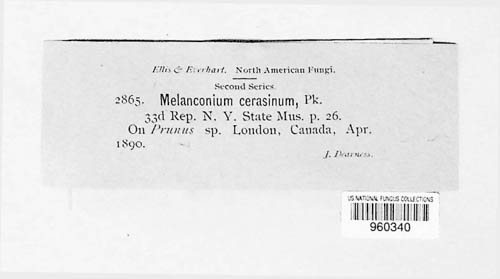 Ellis & Everhart. North American Fungi.
Second Series.
2865. Melanconium cerasinum, Pk.
33d Rep. N. Y. State Mus. p. 26.
On Prunus sp. London, Canada, Apr.
1890.
J. Dearness.
US NATIONAL FUNGUS COLLECTIONS
960340